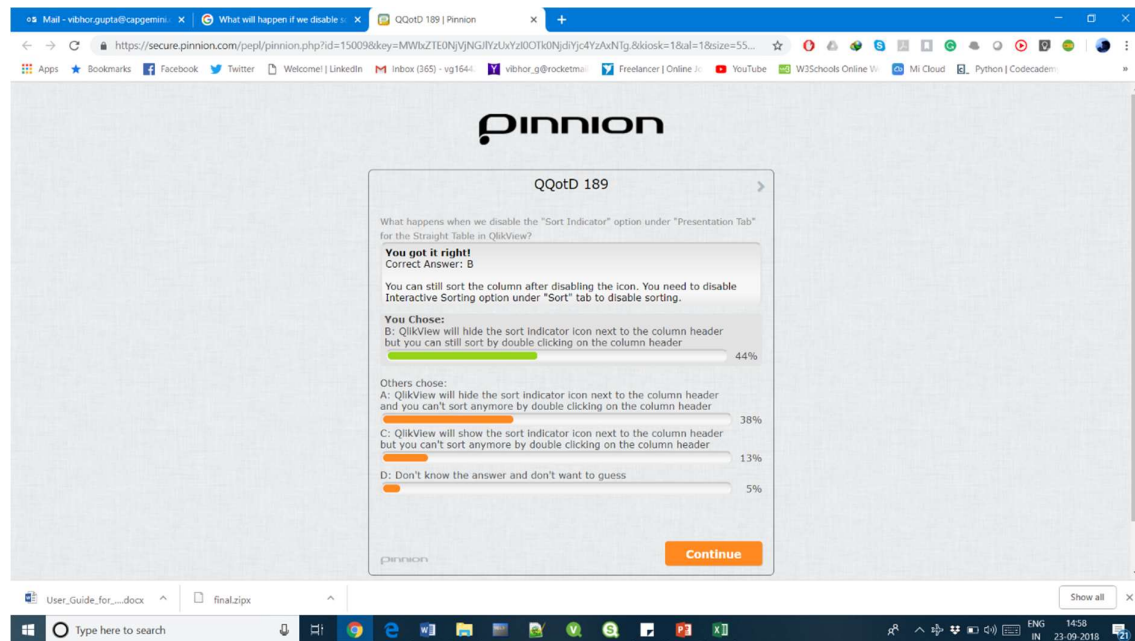 Mail - vibhor.gupta@capgemini.
What will happen if we disable s
QQotD 189 | Pinnion
https://secure.pinnion.com/pepl/pinnion.php?id=15009&key=
Apps Bookmarks Facebook Twitter Welcome! | LinkedIn Inbox (365) - vg1644 vibhor_g@rocketmai Freelancer | Online Jo YouTube W3Schools Online W Mi Cloud Python | Codecadem »
pinnion
QQotD 189
What happens when we disable the "Sort Indicator" option under "Presentation Tab"
for the Straight Table in QlikView?
You got it right!
Correct Answer: B
You can still sort the column after disabling the icon. You need to disable
Interactive Sorting option under "Sort" tab to disable sorting.
You Chose:
B: QlikView will hide the sort indicator icon next to the column header
but you can still sort by double clicking on the column header
44%
Others chose:
A: QlikView will hide the sort indicator icon next to the column header
and you can't sort anymore by double clicking on the column header
38%
C: QlikView will show the sort indicator icon next to the column header
but you can't sort anymore by double clicking on the column header
13%
D: Don't know the answer and don't want to guess
5%
pinnion
Continue
User_Guide_for_....docx
final.zipx
Show all
Type here to search
ENG
IN
14:58
23-09-2018